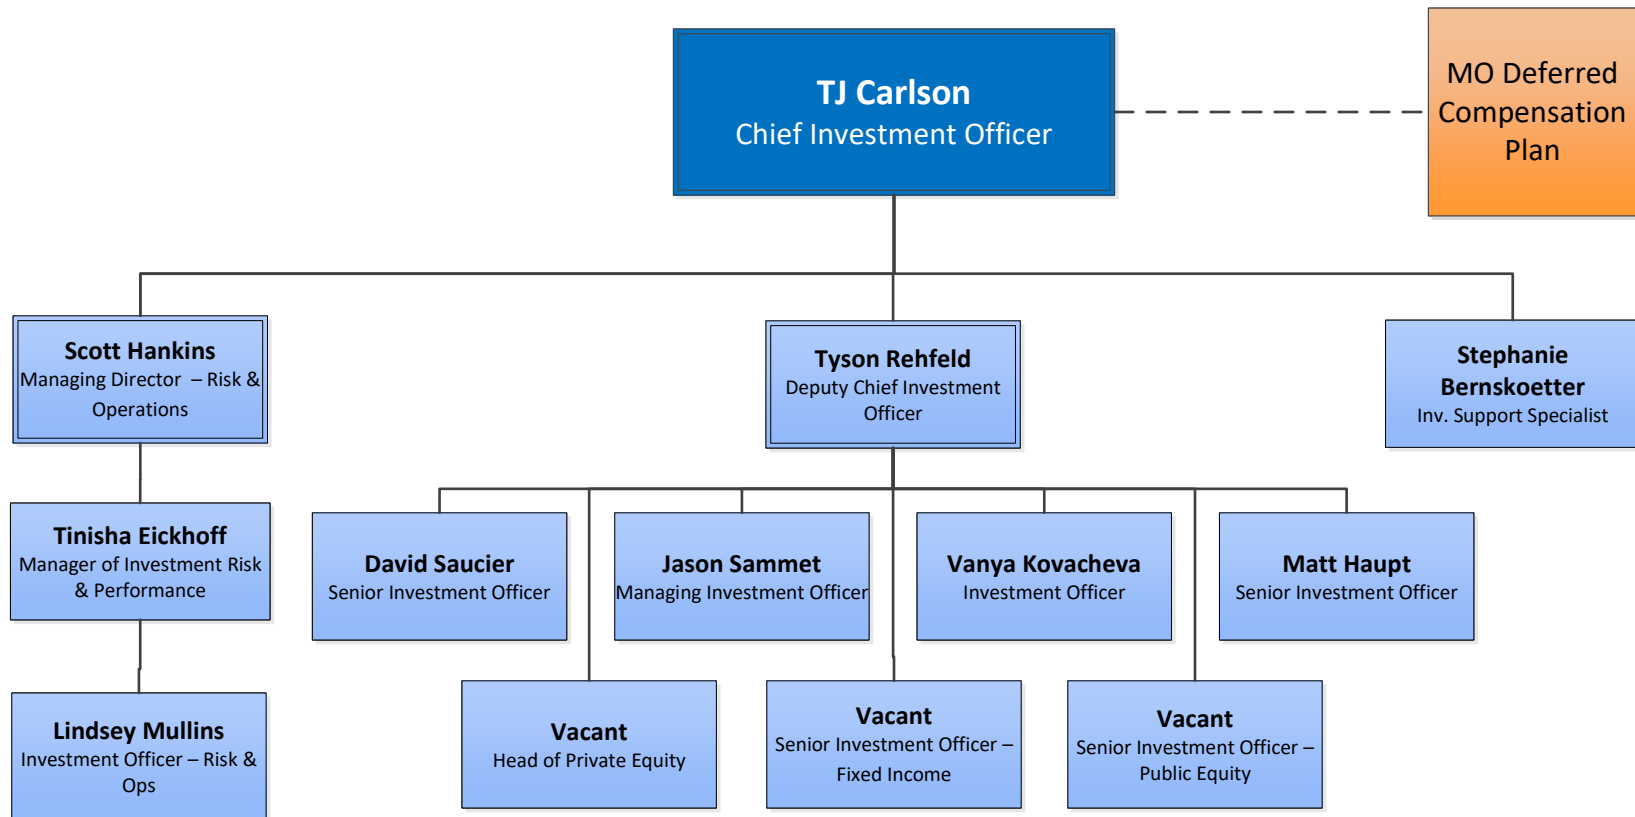 TJ Carlson
Chief Investment Officer
MO Deferred
Compensation
Plan
Scott Hankins
Managing Director – Risk &
Operations
Tyson Rehfeld
Deputy Chief Investment
Officer
Stephanie
Bernskoetter
Inv. Support Specialist
Tinisha Eickhoff
Manager of Investment Risk
& Performance
David Saucier
Senior Investment Officer
Jason Sammet
Managing Investment Officer
Vanya Kovacheva
Investment Officer
Matt Haupt
Senior Investment Officer
Lindsey Mullins
Investment Officer – Risk &
Ops
Vacant
Head of Private Equity
Vacant
Senior Investment Officer –
Fixed Income
Vacant
Senior Investment Officer –
Public Equity